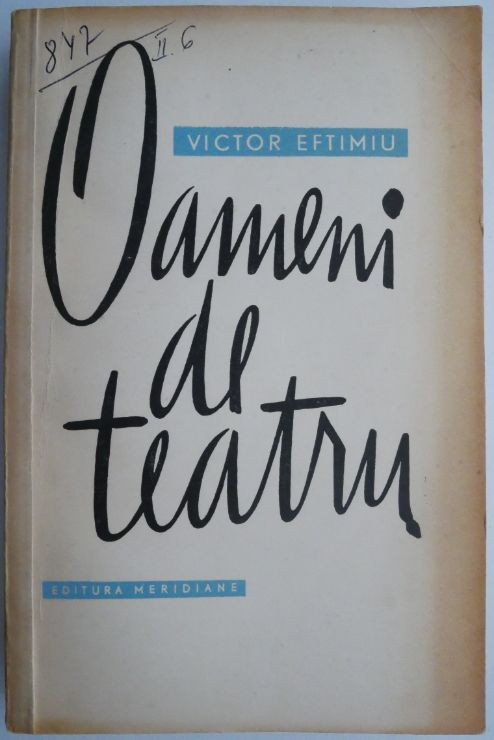 847
II.6
VICTOR EFTIMIU
Oameni
de
teatru
EDITURA MERIDIANE